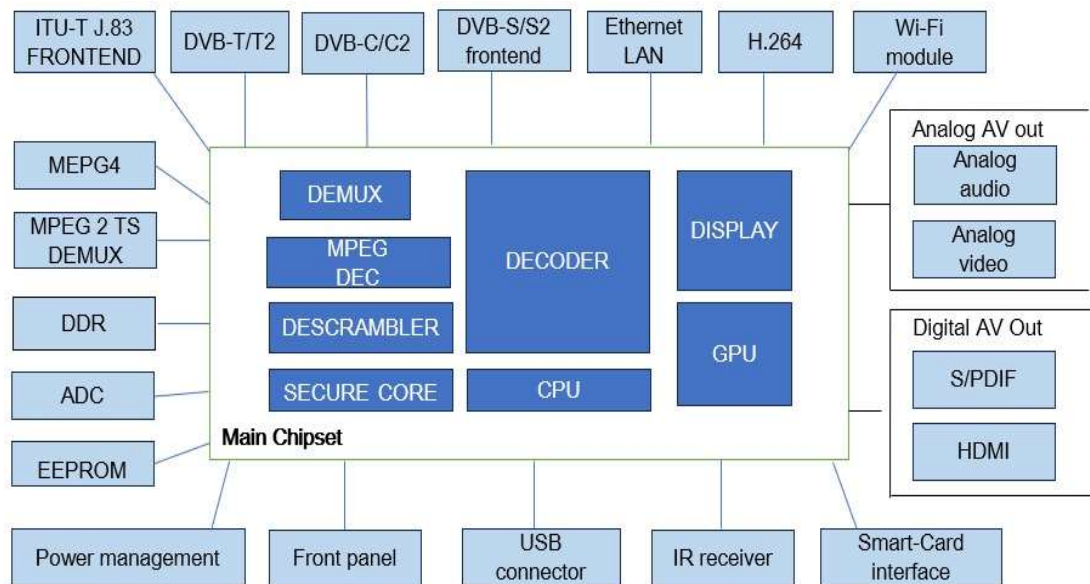 ITU-T J.83
FRONTEND
DVB-T/T2
DVB-C/C2
DVB-S/S2
frontend
Ethernet
LAN
H.264
Wi-Fi
module
MEPG4
MPEG 2 TS
DEMUX
DDR
ADC
EEPROM
DEMUX
MPEG
DEC
DESCRAMBLER
SECURE CORE
DECODER
CPU
DISPLAY
GPU
Main Chipset
Analog AV out
Analog
audio
Analog
video
Digital AV Out
S/PDIF
HDMI
Power management
Front panel
USB
connector
IR receiver
Smart-Card
interface